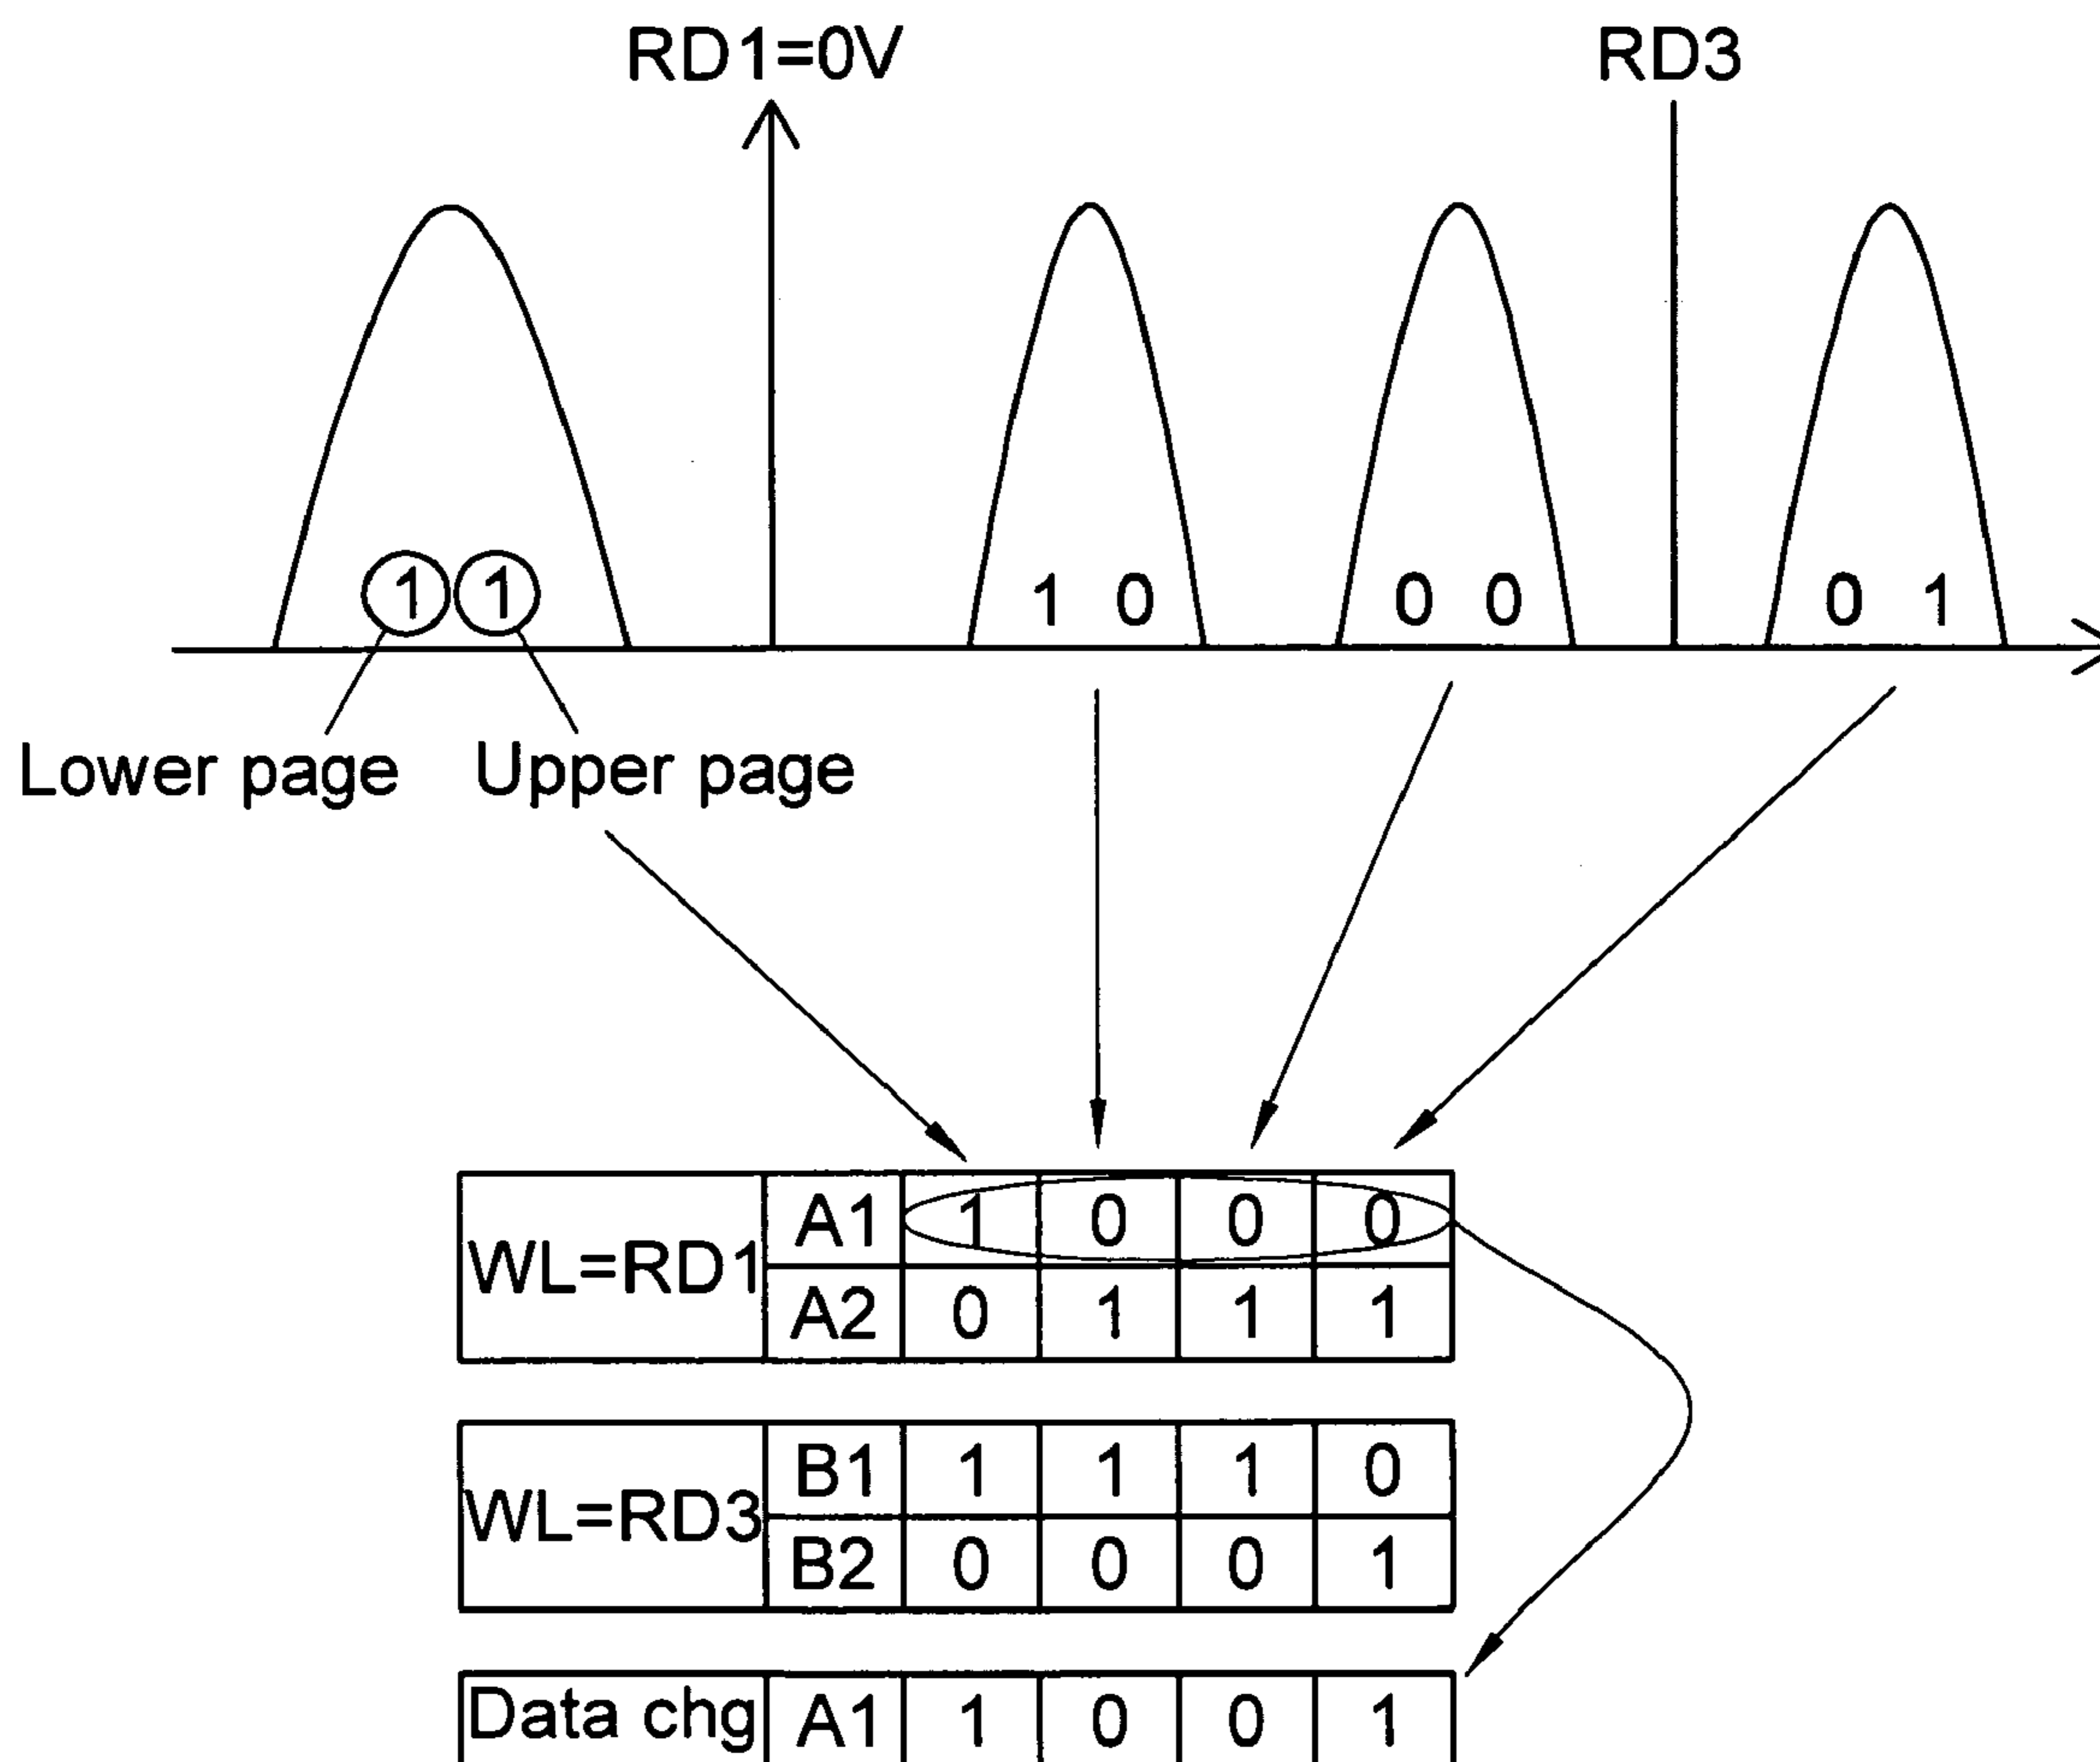 RD1=0V RD3
1 1 1 0 0 0 0 1
Lower page Upper page
WL=RD1 A1 1 0 0 0
A2 0 1 1 1
WL=RD3 B1 1 1 1 0
B2 0 0 0 1
Data chg A1 1 0 0 1